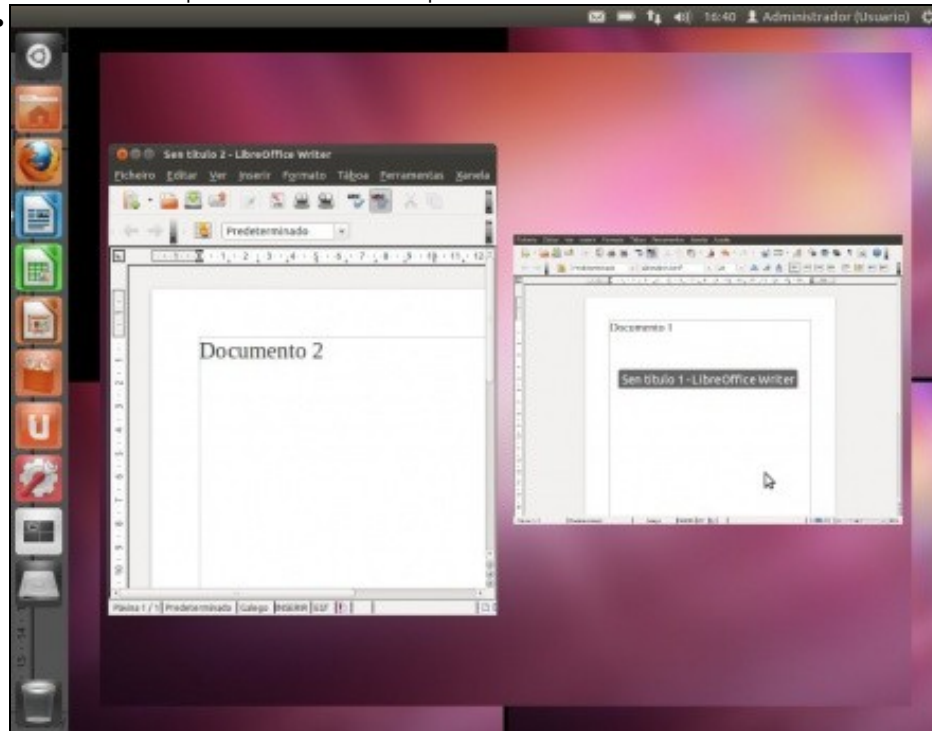 16:40 Administrador (Usuario)
Sen título 2 - LibreOffice Writer
Ficheiro Editar Ver Inserir Formato Táboa Ferramentas Xanela
Predeterminado
Documento 2
Páxina 1 / 1 Predeterminado Galego INSERIR EST
Documento 1
Sen título 1 - LibreOffice Writer